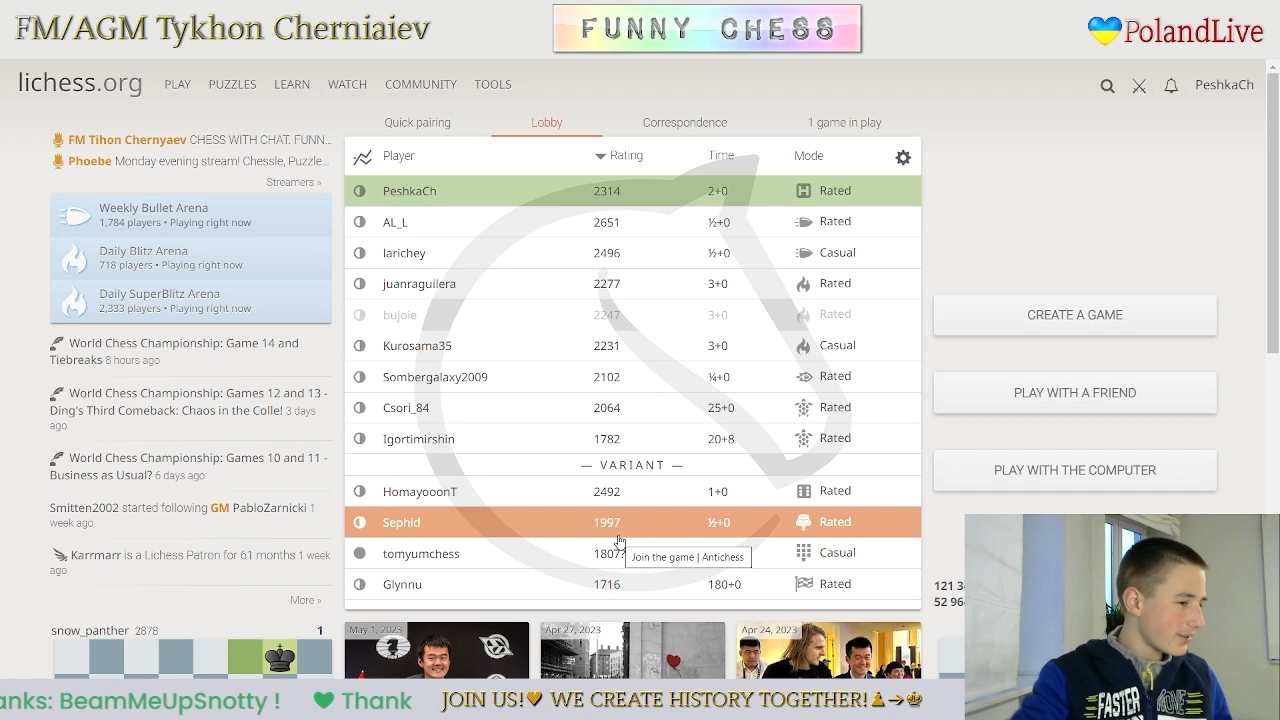 FM/AGM Tykhon Cherniaiev
FUNNY CHESS
PolandLive
lichess.org PLAY PUZZLES LEARN WATCH COMMUNITY TOOLS PeshkaCh
FM Tihon Chernyaev CHESS WITH CHAT. FUNN...
Phoebe Monday evening stream! Chessle, Puzzle...
Streamers »
Weekly Bullet Arena
1,784 players • Playing right now
Daily Blitz Arena
718 players • Playing right now
Daily SuperBlitz Arena
2,333 players • Playing right now
World Chess Championship: Game 14 and
Tiebreaks 8 hours ago
World Chess Championship: Games 12 and 13 -
Ding's Third Comeback: Chaos in the Colle! 3 days
ago
World Chess Championship: Games 10 and 11 -
Business as Usual? 6 days ago
Smitten2002 started following GM PabloZarnicki 1
week ago
Karrnarr is a Lichess Patron for 61 months 1 week
ago
More »
snow_panther 2878 1
Quick pairing Lobby Correspondence 1 game in play
Player Rating Time Mode
PeshkaCh 2314 2+0 Rated
AL_L 2651 ½+0 Rated
larichey 2496 ½+0 Casual
juanraguilera 2277 3+0 Rated
bujoie 2247 3+0 Rated
Kurosama35 2231 3+0 Casual
Sombergalaxy2009 2102 ¼+0 Rated
Csori_84 2064 25+0 Rated
Igortimirshin 1782 20+8 Rated
— VARIANT —
HomayooonT 2492 1+0 Rated
Sephid 1997 ½+0 Rated
tomyumchess 1807 Casual
Join the game | Antichess
Glynnu 1716 180+0 Rated
May 1, 2023
Apr 27, 2023
Apr 24, 2023
CREATE A GAME
PLAY WITH A FRIEND
PLAY WITH THE COMPUTER
121 3
52 96
FASTER
anks: BeamMeUpSnotty ! Thank
JOIN US! WE CREATE HISTORY TOGETHER!